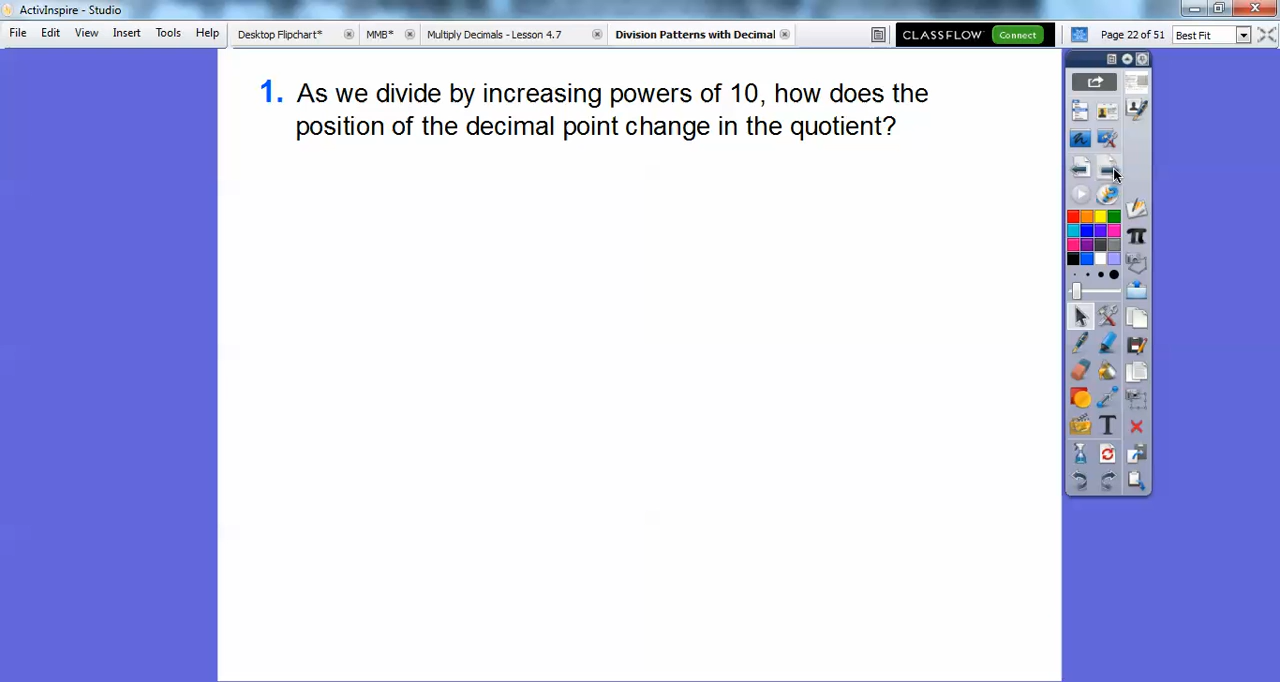 ActivInspire - Studio
File Edit View Insert Tools Help
Desktop Flipchart* MMB* Multiply Decimals - Lesson 4.7 Division Patterns with Decimal
CLASSFLOW Connect
Page 22 of 51 Best Fit
1. As we divide by increasing powers of 10, how does the
position of the decimal point change in the quotient?